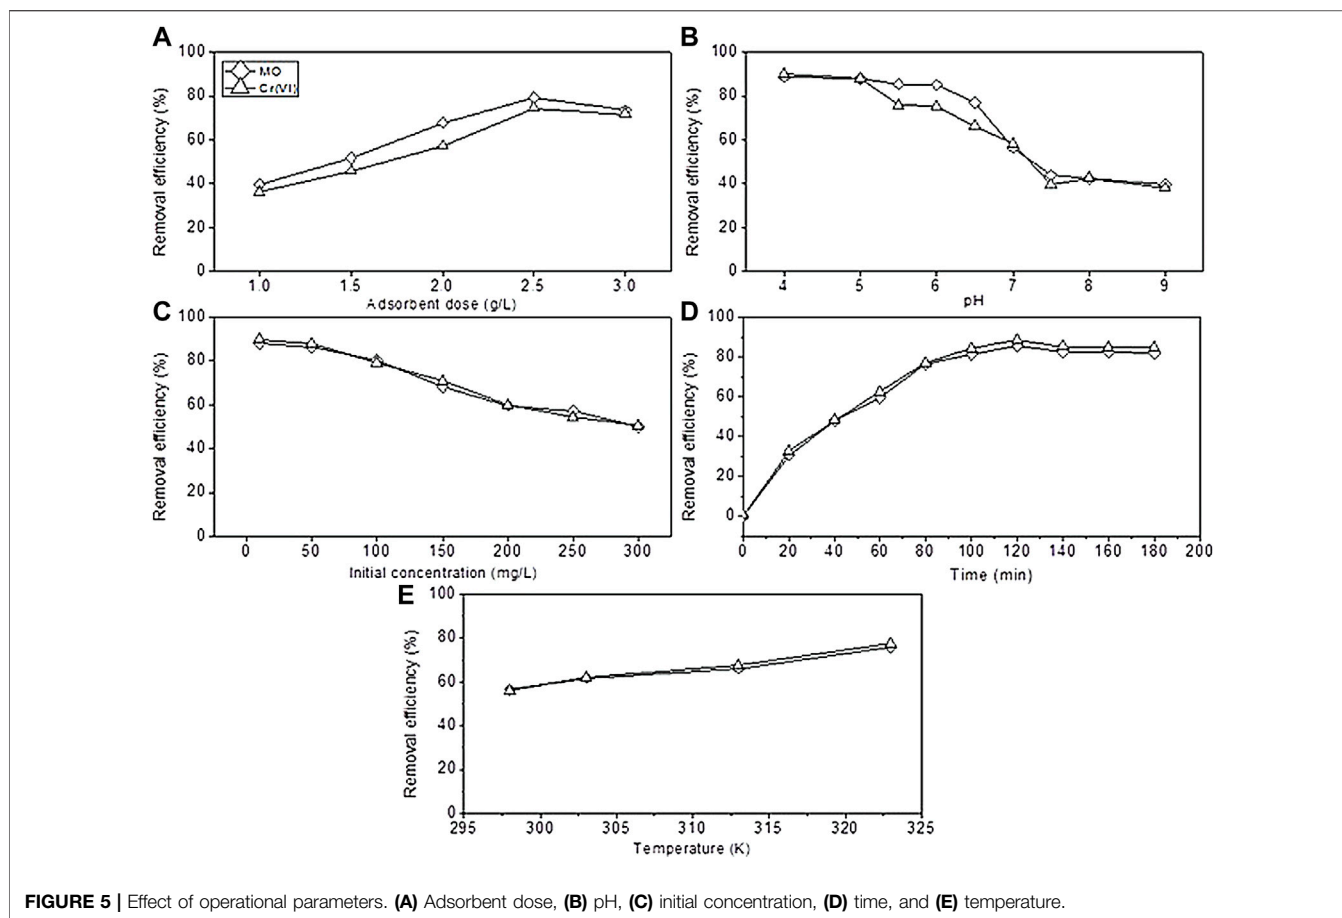 A
B
100
80
60
40
20
0
Removal efficiency (%)
MO
Cr(VI)
1.0 1.5 2.0 2.5 3.0
Adsorbent dose (g/L)
100
80
60
40
20
0
Removal efficiency (%)
4 5 6 7 8 9
pH
C
D
100
80
60
40
20
0
Removal efficiency (%)
0 50 100 150 200 250 300
Initial concentration (mg/L)
100
80
60
40
20
0
Removal efficiency (%)
0 20 40 60 80 100 120 140 160 180 200
Time (min)
E
100
80
60
40
20
0
Removal efficiency (%)
295 300 305 310 315 320 325
Temperature (K)
FIGURE 5 | Effect of operational parameters. (A) Adsorbent dose, (B) pH, (C) initial concentration, (D) time, and (E) temperature.